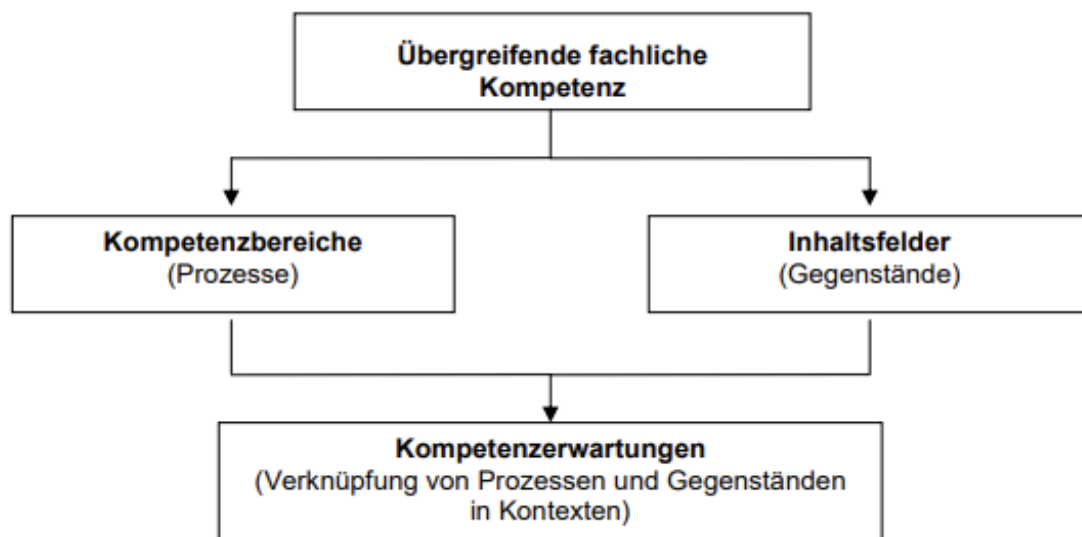 Übergreifende fachliche
Kompetenz
Kompetenzbereiche
(Prozesse)
Inhaltsfelder
(Gegenstände)
Kompetenzerwartungen
(Verknüpfung von Prozessen und Gegenständen
in Kontexten)